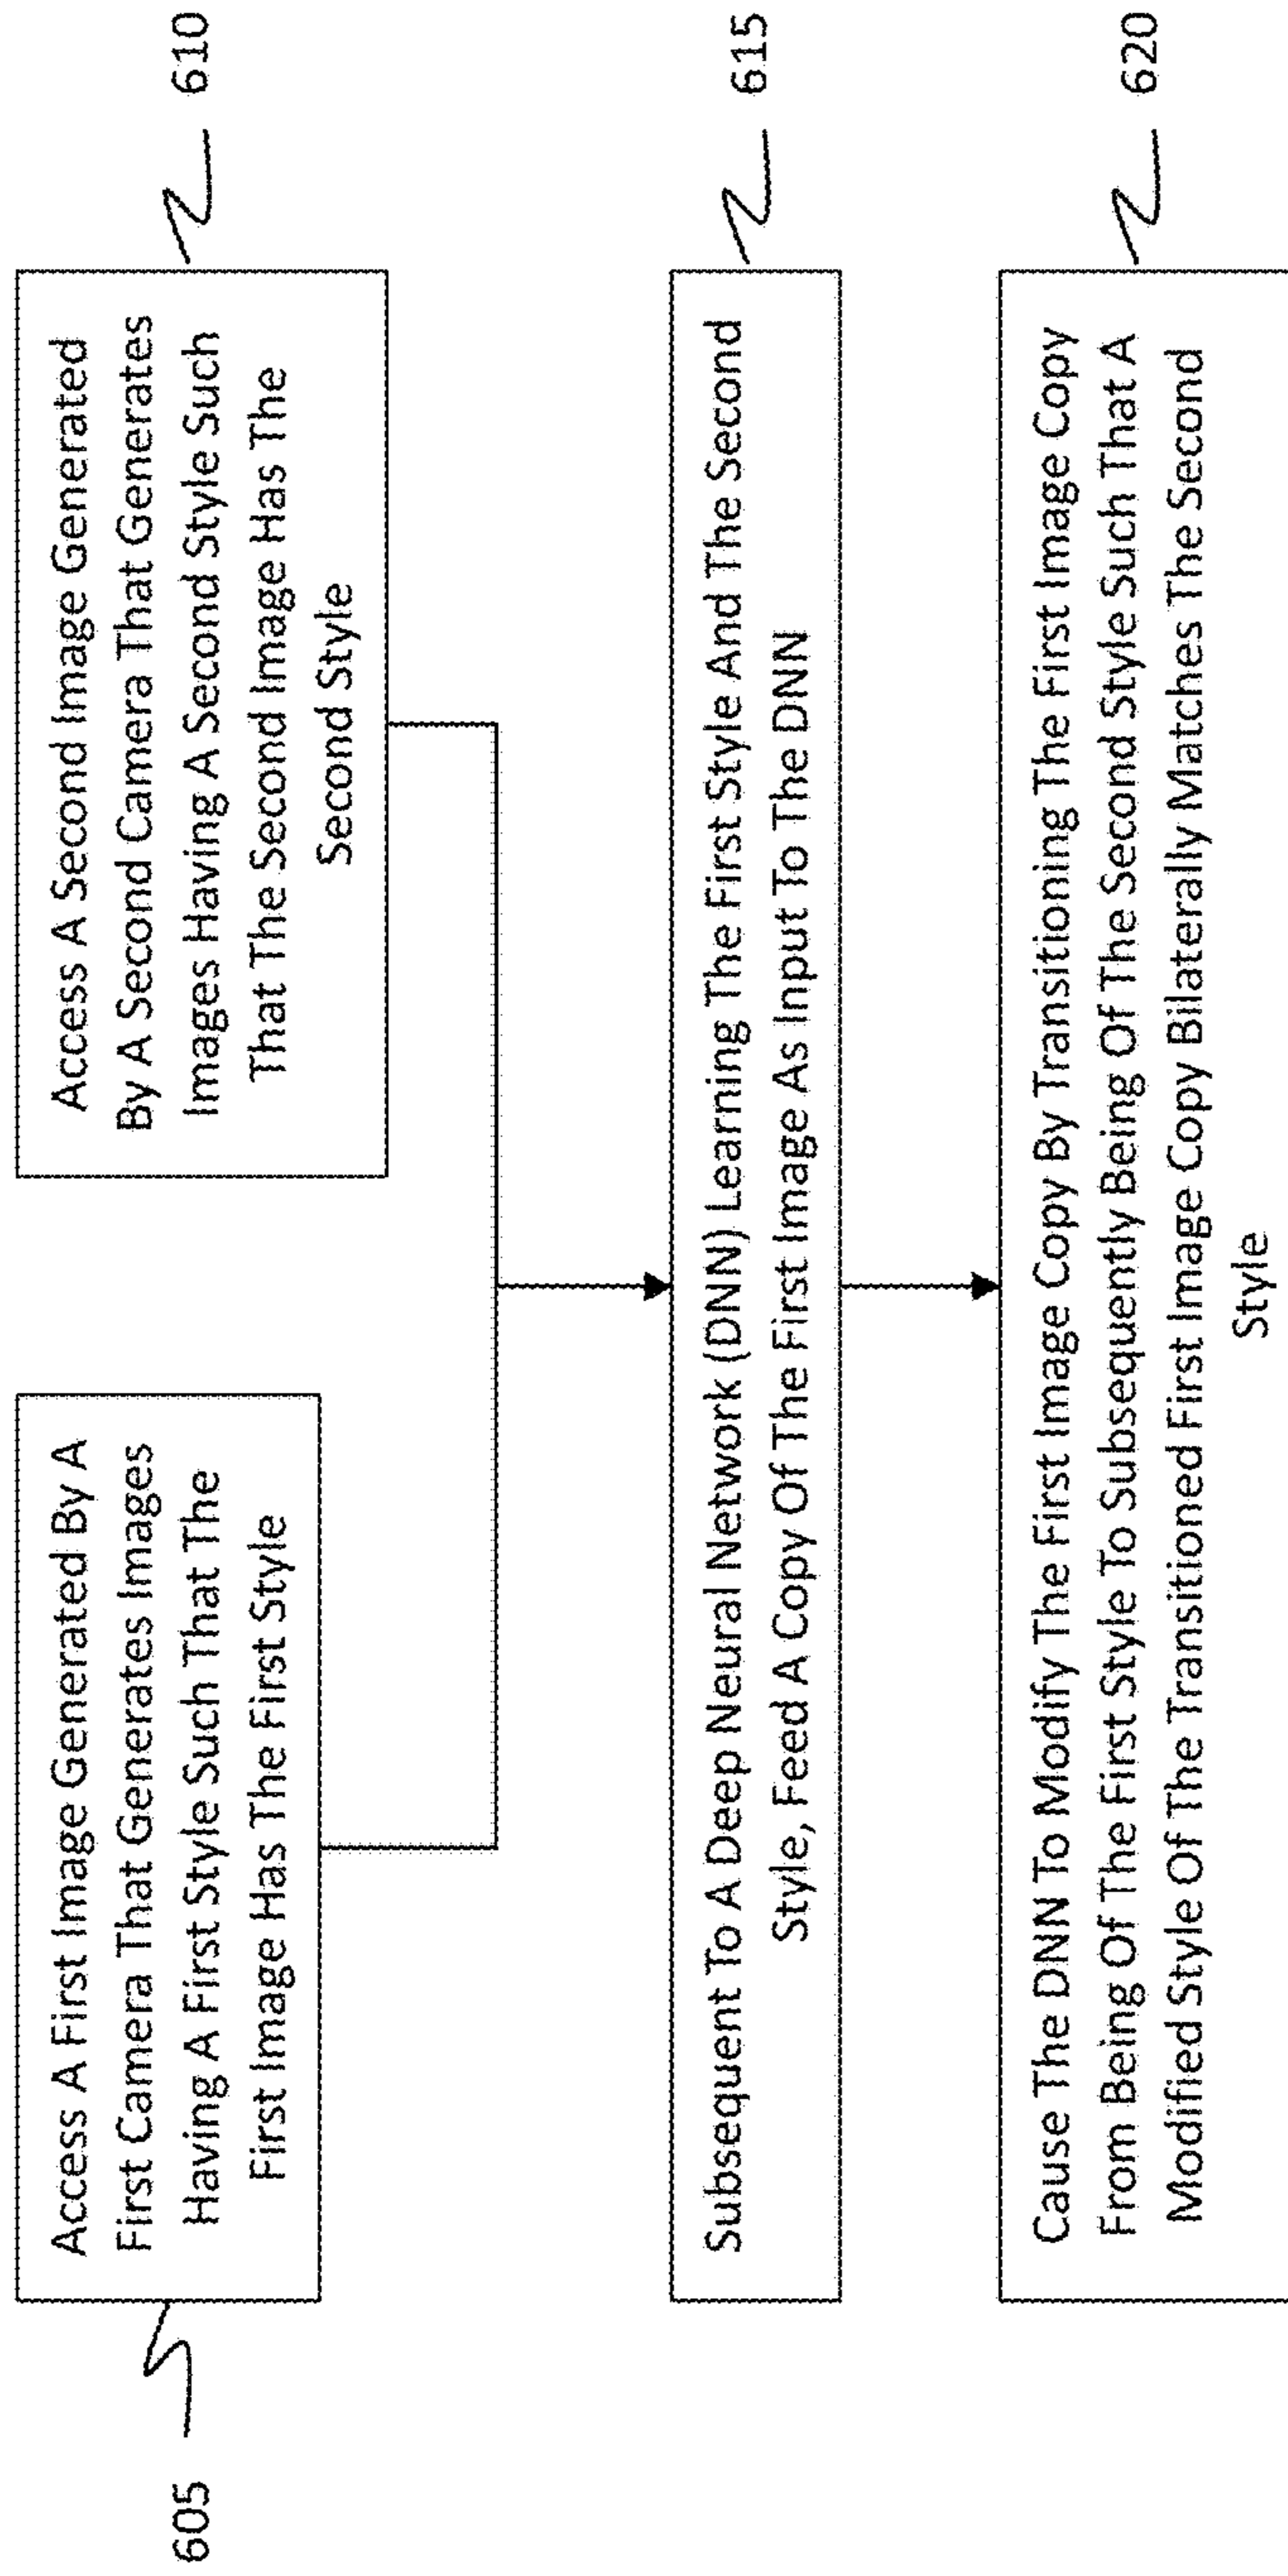 605
Access A First Image Generated By A
First Camera That Generates Images
Having A First Style Such That The
First Image Has The First Style
Access A Second Image Generated
By A Second Camera That Generates
Images Having A Second Style Such
That The Second Image Has The
Second Style
610
Subsequent To A Deep Neural Network (DNN) Learning The First Style And The Second
Style, Feed A Copy Of The First Image As Input To The DNN
615
Cause The DNN To Modify The First Image Copy By Transitioning The First Image Copy
From Being Of The First Style To Subsequently Being Of The Second Style Such That A
Modified Style Of The Transitioned First Image Copy Bilaterally Matches The Second
Style
620